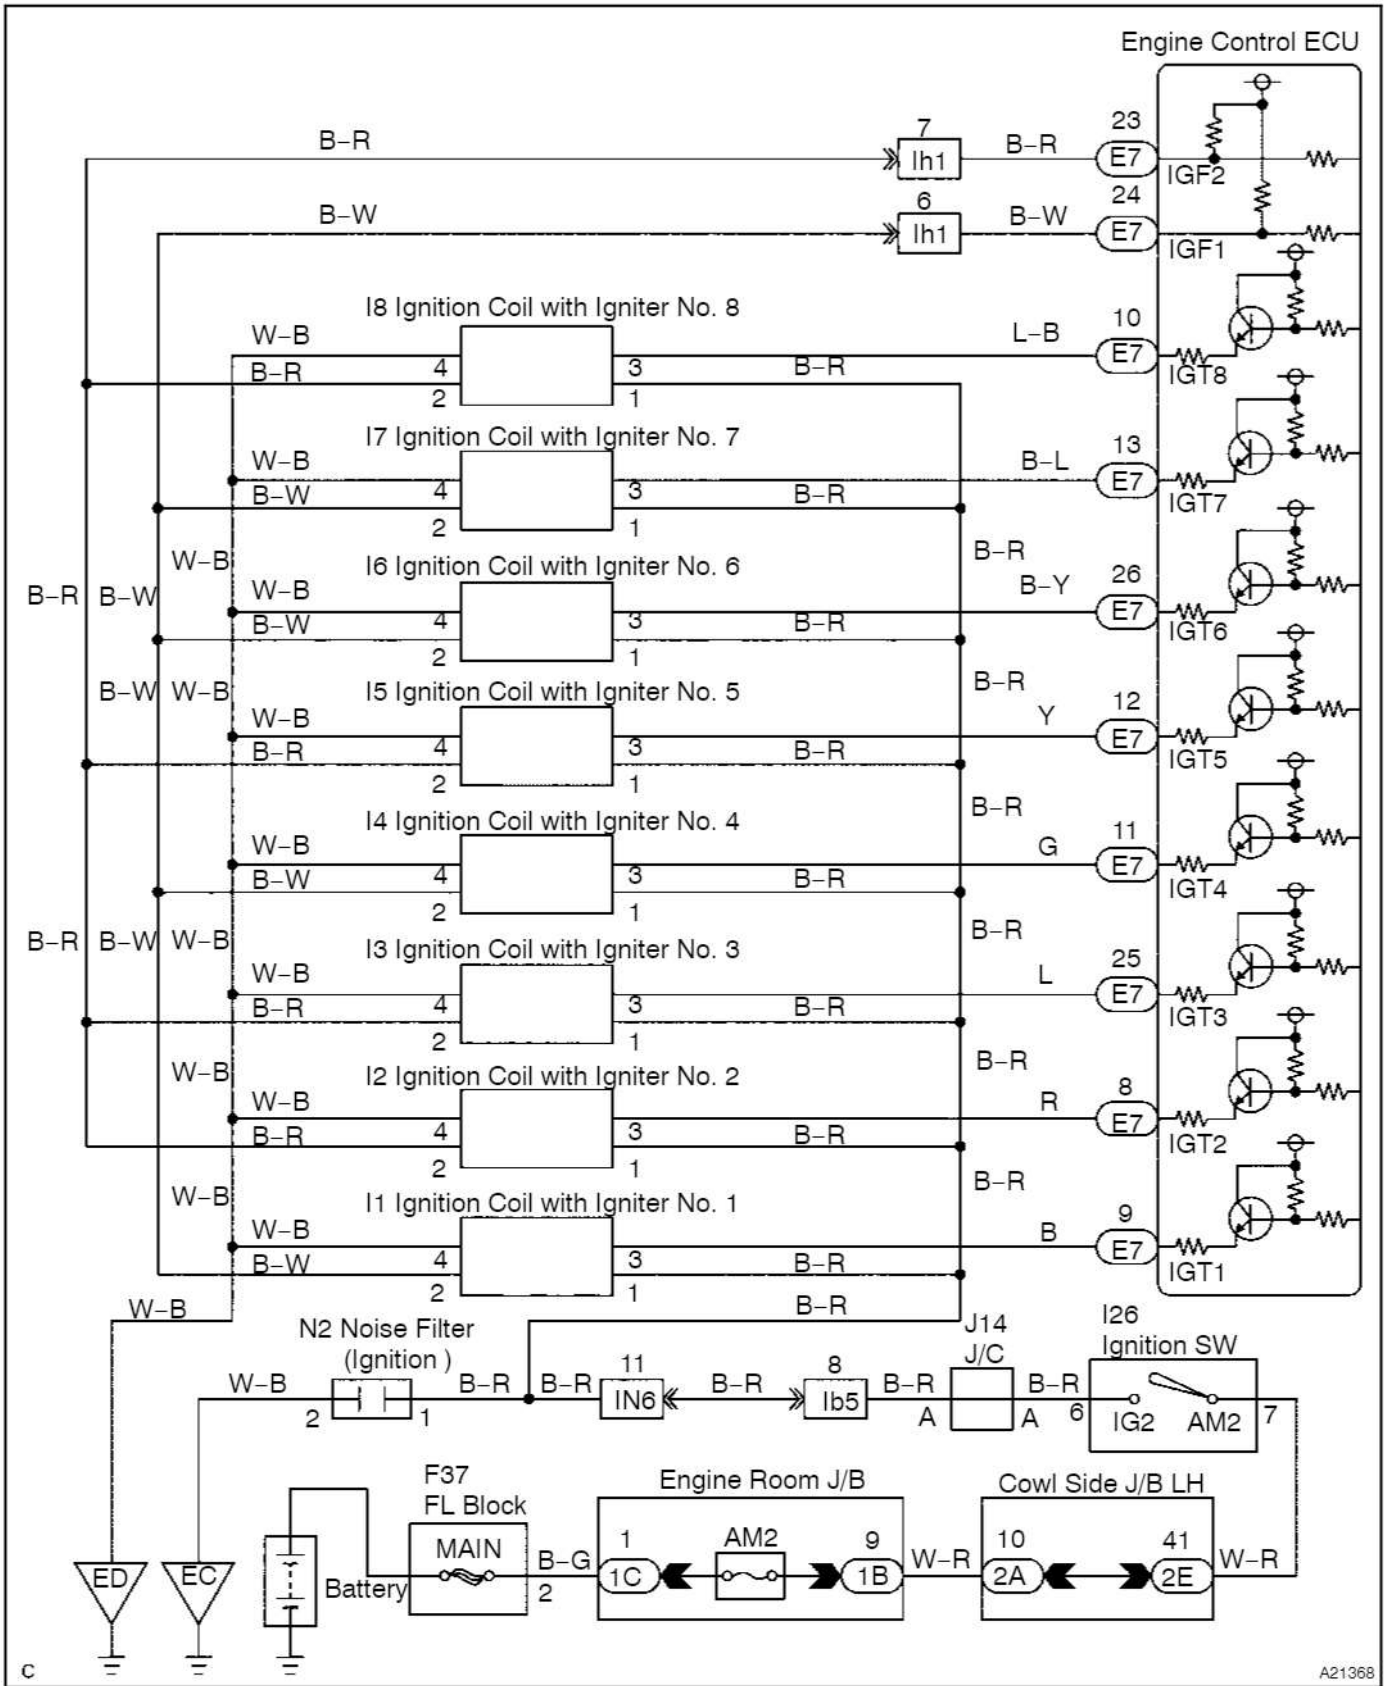 Engine Control ECU
B-R
7
Ih1
B-R
23
E7
IGF2
B-W
6
Ih1
B-W
24
E7
IGF1
I8 Ignition Coil with Igniter No. 8
W-B
B-R
4
2
3
1
B-R
L-B
10
E7
IGT8
I7 Ignition Coil with Igniter No. 7
W-B
B-W
4
2
3
1
B-R
B-L
13
E7
IGT7
W-B
B-R
I6 Ignition Coil with Igniter No. 6
B-R
B-W
W-B
B-W
4
2
3
1
B-R
B-Y
26
E7
IGT6
B-W
W-B
B-R
I5 Ignition Coil with Igniter No. 5
W-B
B-R
4
2
3
1
B-R
Y
12
E7
IGT5
B-R
I4 Ignition Coil with Igniter No. 4
W-B
B-W
4
2
3
1
B-R
G
11
E7
IGT4
B-R
B-W
W-B
B-R
I3 Ignition Coil with Igniter No. 3
W-B
B-R
4
2
3
1
B-R
L
25
E7
IGT3
W-B
B-R
I2 Ignition Coil with Igniter No. 2
W-B
B-R
4
2
3
1
B-R
R
8
E7
IGT2
W-B
B-R
I1 Ignition Coil with Igniter No. 1
W-B
B-W
4
2
3
1
B-R
B
9
E7
IGT1
W-B
B-R
N2 Noise Filter
(Ignition )
W-B
2
1
B-R
B-R
11
IN6
B-R
8
Ib5
B-R
A
J14
J/C
A
B-R
6
I26
Ignition SW
IG2
AM2
7
ED
EC
Battery
F37
FL Block
MAIN
B-G
2
Engine Room J/B
1
1C
AM2
9
1B
W-R
Cowl Side J/B LH
10
2A
41
2E
W-R
C
A21368